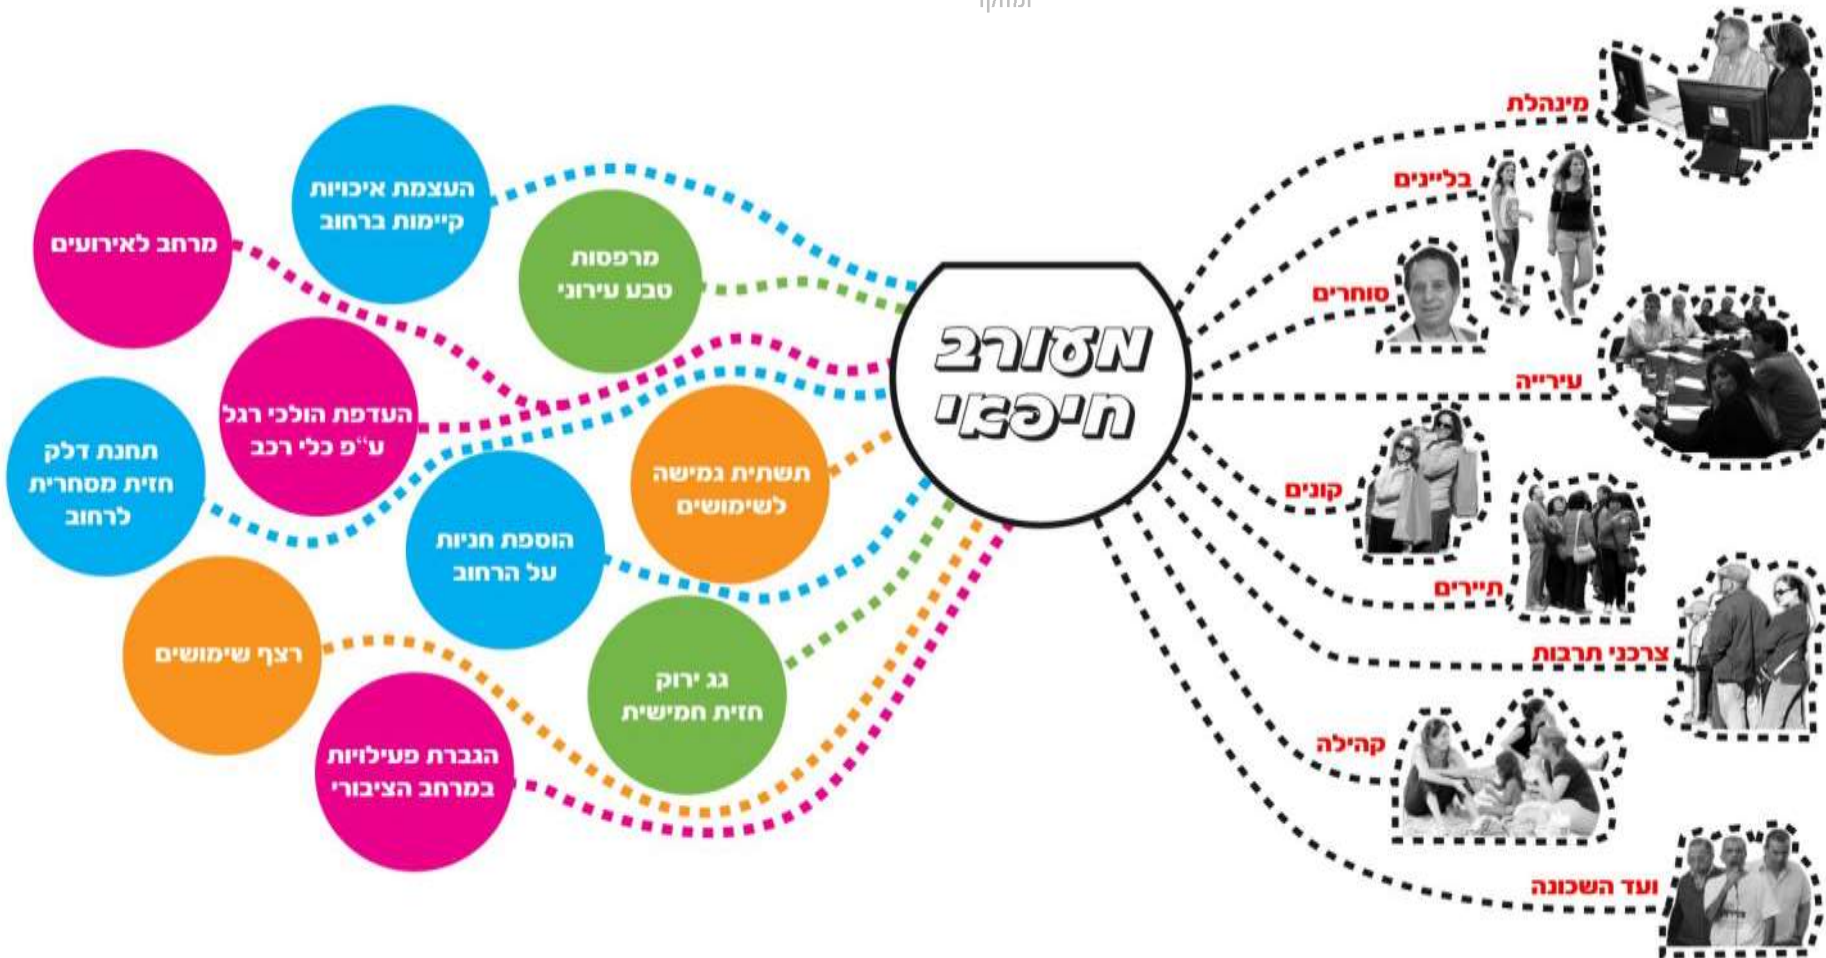 מעורב
חיפאי
מינהלת
בליינים
סוחרים
עירייה
קונים
תיירים
צרכני תרבות
קהילה
ועד השכונה
העצמת איכויות
קיימות ברחוב
מרחב לאירועים
מרפסות
טבע עירוני
העדפת הולכי רגל
ע"פ כלי רכב
תחנת דלק
חזית מסחרית
לרחוב
תשתית גמישה
לשימושים
הוספת חניות
על הרחוב
רצף שימושים
גג ירוק
חזית חמישית
הגברת פעילויות
במרחב הציבורי